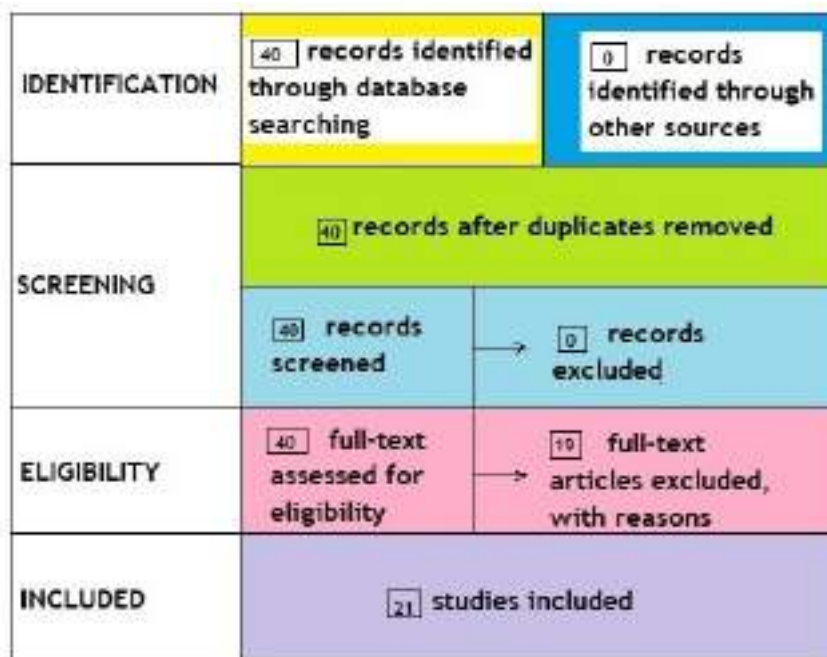 IDENTIFICATION
40 records identified
through database
searching
0 records
identified through
other sources
SCREENING
40 records after duplicates removed
40 records
screened
0 records
excluded
ELIGIBILITY
40 full-text
assessed for
eligibility
19 full-text
articles excluded,
with reasons
INCLUDED
21 studies included